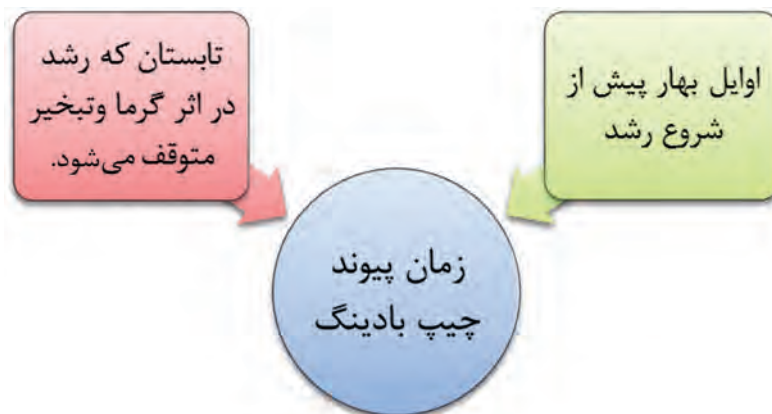 اوایل بهار پیش از
شروع رشد
تابستان که رشد
در اثر گرما وتبخیر
متوقف می‌شود.
زمان پیوند
چیپ بادینگ